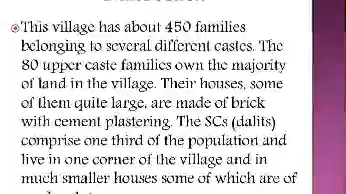 This village has about 450 families
belonging to several different castes. The
80 upper caste families own the majority
of land in the village. Their houses, some
of them quite large, are made of brick
with cement plastering. The SCs (dalits)
comprise one third of the population and
live in one corner of the village and in
much smaller houses some of which are of